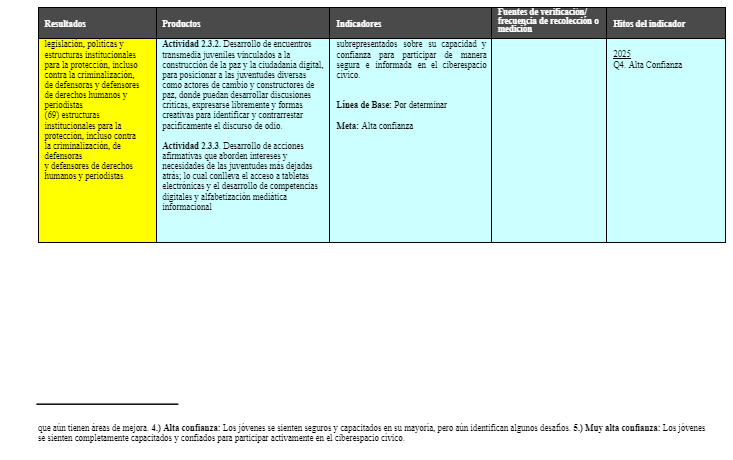 Resultados
Productos
Indicadores
Fuentes de verificación/
frecuencia de recolección o
medición
Hitos del indicador
legislación, políticas y
estructuras institucionales
para la protección, incluso
contra la criminalización,
de defensoras y defensores
de derechos humanos y
periodistas
(69) estructuras
institucionales para la
protección, incluso contra
la criminalización, de
defensoras
y defensores de derechos
humanos y periodistas
Actividad 2.3.2. Desarrollo de encuentros
transmedia juveniles vinculados a la
construcción de la paz y la ciudadanía digital,
para posicionar a las juventudes diversas
como actores de cambio y constructores de
paz, donde puedan desarrollar discusiones
críticas, expresarse libremente y formas
creativas para identificar y contrarrestar
pacíficamente el discurso de odio.
Actividad 2.3.3. Desarrollo de acciones
afirmativas que aborden intereses y
necesidades de las juventudes más dejadas
atrás; lo cual conlleva el acceso a tabletas
electrónicas y el desarrollo de competencias
digitales y alfabetización mediática
informacional
subrepresentados sobre su capacidad y
confianza para participar de manera
segura e informada en el ciberespacio
cívico.
Línea de Base: Por determinar
Meta: Alta confianza
2025
Q4. Alta Confianza
que aún tienen áreas de mejora. 4.) Alta confianza: Los jóvenes se sienten seguros y capacitados en su mayoría, pero aún identifican algunos desafíos. 5.) Muy alta confianza: Los jóvenes
se sienten completamente capacitados y confiados para participar activamente en el ciberespacio cívico.